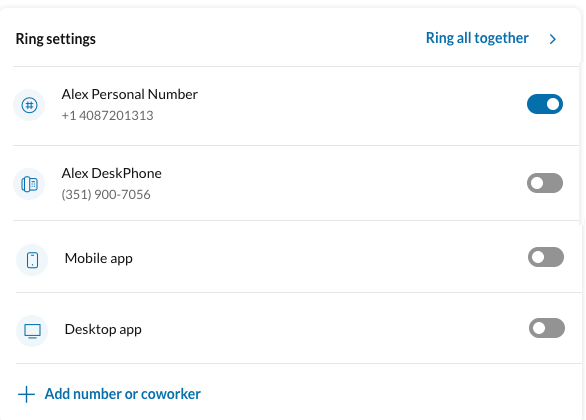 Ring settings
Ring all together
Alex Personal Number
+1 4087201313
Alex DeskPhone
(351) 900-7056
Mobile app
Desktop app
Add number or coworker